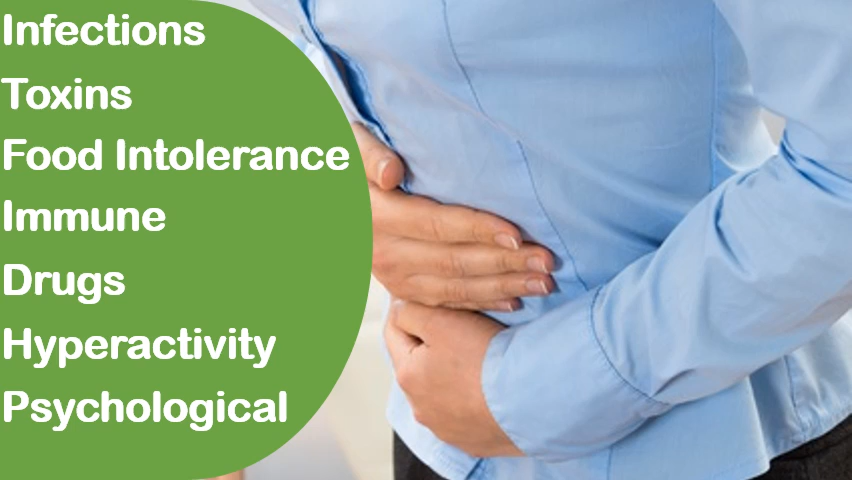 Infections
Toxins
Food Intolerance
Immune
Drugs
Hyperactivity
Psychological